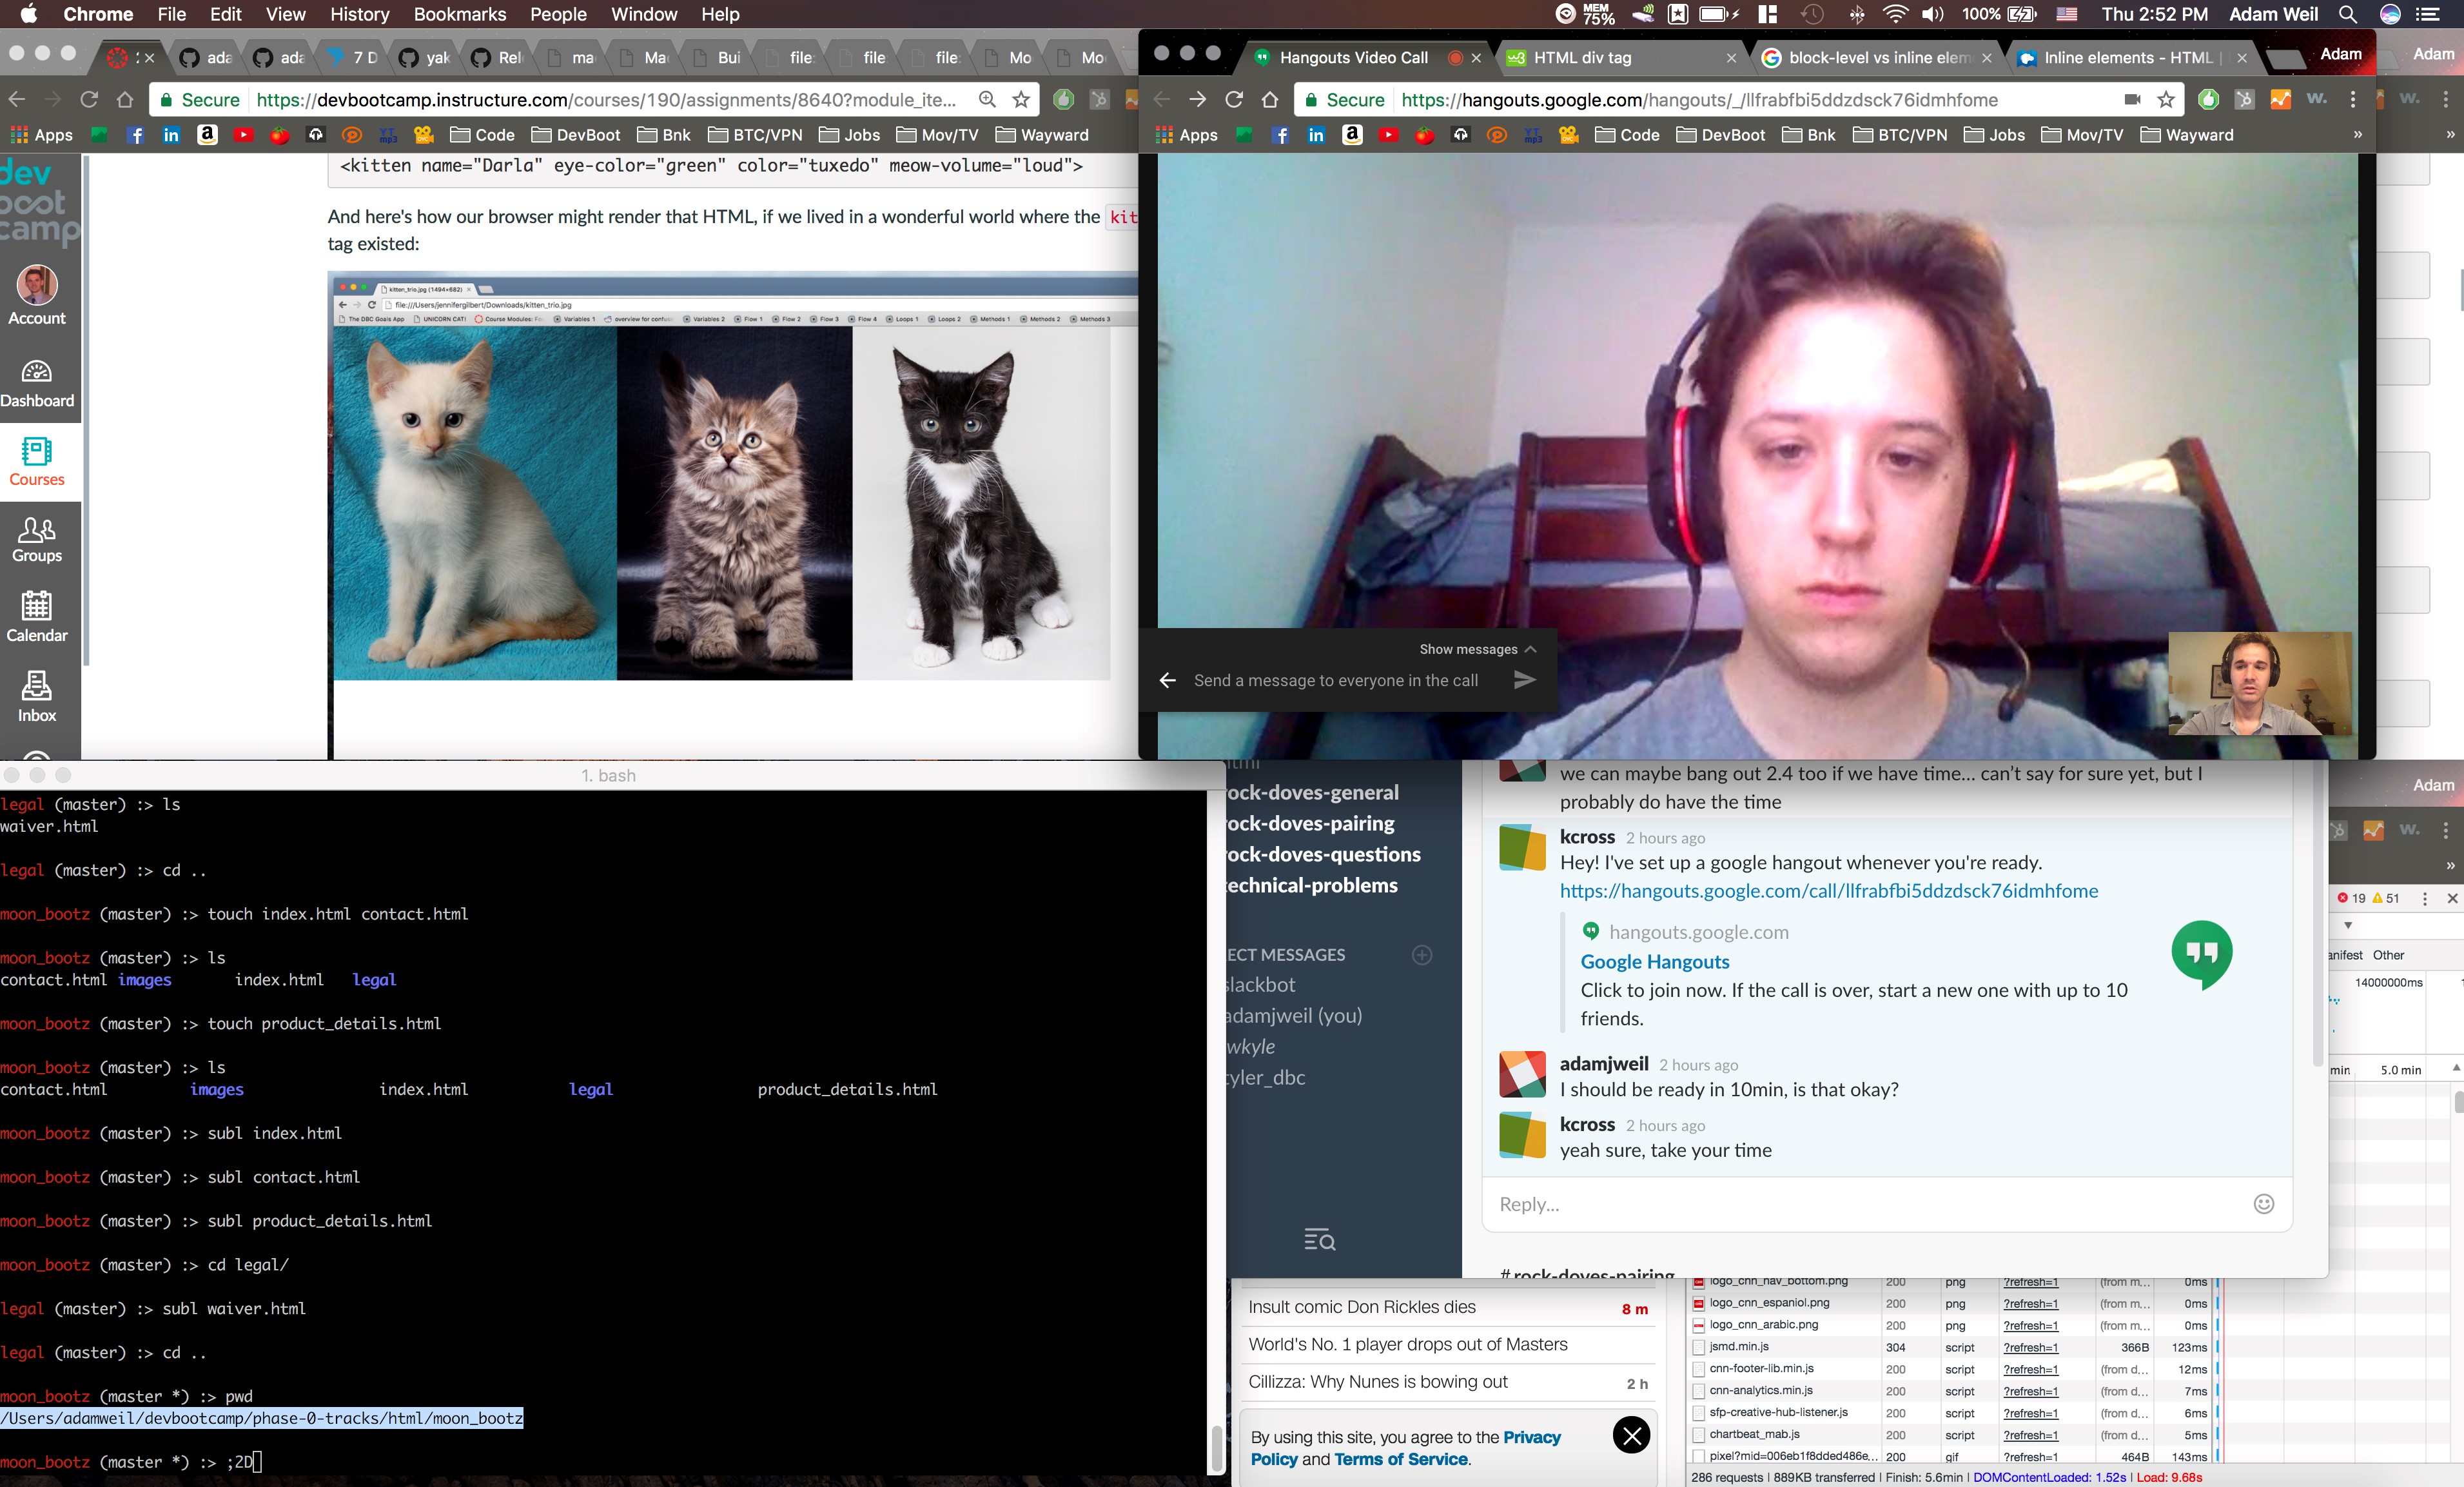 Chrome File Edit View History Bookmarks People Window Help
MEM 75% 100% Thu 2:52 PM Adam Weil
ada ada 7 D yak Rel ma Ma Bui file: file file: Mo Mo
Secure https://devbootcamp.instructure.com/courses/190/assignments/8640?module_ite...
Apps Code DevBoot Bnk BTC/VPN Jobs Mov/TV Wayward
dev
bootcamp
Account
Dashboard
Courses
Groups
Calendar
Inbox
<kitten name="Darla" eye-color="green" color="tuxedo" meow-volume="loud">
And here's how our browser might render that HTML, if we lived in a wonderful world where the kit
tag existed:
kitten_trio.jpg (1494×682)
file:///Users/jennifergilbert/Downloads/kitten_trio.jpg
The DBC Goals App UNICORN CAT! Course Modules: Variables 1 overview for confus Variables 2 Flow 1 Flow 2 Flow 3 Flow 4 Loops 1 Loops 2 Methods 1 Methods 2 Methods 3
Hangouts Video Call HTML div tag block-level vs inline elem Inline elements - HTML | Adam Adam
Secure https://hangouts.google.com/hangouts/_/llfrabfbi5ddzdsck76idmhfome
Apps Code DevBoot Bnk BTC/VPN Jobs Mov/TV Wayward
Show messages
Send a message to everyone in the call
1. bash
legal (master) :> ls
waiver.html
legal (master) :> cd ..
moon_bootz (master) :> touch index.html contact.html
moon_bootz (master) :> ls
contact.html images index.html legal
moon_bootz (master) :> touch product_details.html
moon_bootz (master) :> ls
contact.html images index.html legal product_details.html
moon_bootz (master) :> subl index.html
moon_bootz (master) :> subl contact.html
moon_bootz (master) :> subl product_details.html
moon_bootz (master) :> cd legal/
legal (master) :> subl waiver.html
legal (master) :> cd ..
moon_bootz (master *) :> pwd
/Users/adamweil/devbootcamp/phase-0-tracks/html/moon_bootz
moon_bootz (master *) :> ;2D
html
rock-doves-general
rock-doves-pairing
rock-doves-questions
technical-problems
ECT MESSAGES
slackbot
adamjweil (you)
wkyle
tyler_dbc
we can maybe bang out 2.4 too if we have time... can't say for sure yet, but I
probably do have the time
kcross 2 hours ago
Hey! I've set up a google hangout whenever you're ready.
https://hangouts.google.com/call/llfrabfbi5ddzdsck76idmhfome
hangouts.google.com
Google Hangouts
Click to join now. If the call is over, start a new one with up to 10
friends.
adamjweil 2 hours ago
I should be ready in 10min, is that okay?
kcross 2 hours ago
yeah sure, take your time
Reply...
#rock-doves-pairing
Adam
19 51
anifest Other
14000000ms
min 5.0 min
Insult comic Don Rickles dies 8 m
World's No. 1 player drops out of Masters
Cillizza: Why Nunes is bowing out 2 h
By using this site, you agree to the Privacy
Policy and Terms of Service.
logo_cnn_nav_bottom.png 200 png ?refresh=1 (from m... 0ms
logo_cnn_espaniol.png 200 png ?refresh=1 (from m... 0ms
logo_cnn_arabic.png 200 png ?refresh=1 (from m... 0ms
jsmd.min.js 304 script ?refresh=1 366B 123ms
cnn-footer-lib.min.js 200 script ?refresh=1 (from d... 12ms
cnn-analytics.min.js 200 script ?refresh=1 (from d... 7ms
sfp-creative-hub-listener.js 200 script ?refresh=1 (from d... 6ms
chartbeat_mab.js 200 script ?refresh=1 (from d... 5ms
pixel?mid=006eb1f8dded486e... 200 gif ?refresh=1 464B 143ms
286 requests | 889KB transferred | Finish: 5.6min | DOMContentLoaded: 1.52s | Load: 9.68s